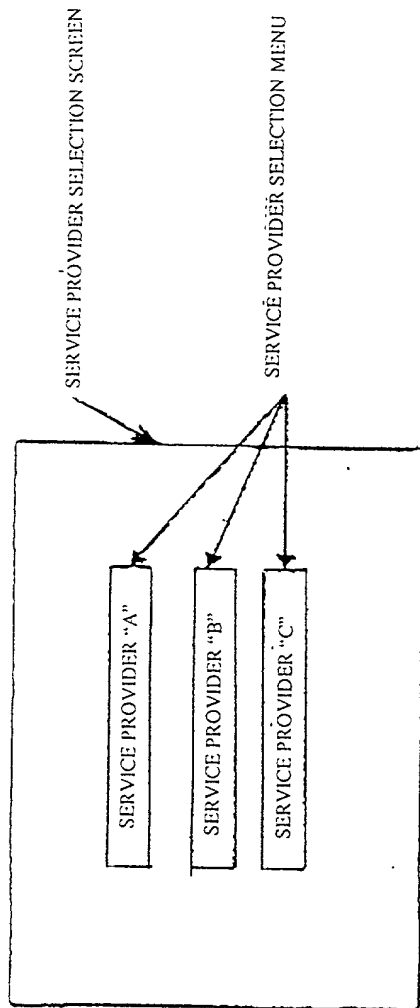 SERVICE PROVIDER SELECTION SCREEN
SERVICE PROVIDER SELECTION MENU
SERVICE PROVIDER "A"
SERVICE PROVIDER "B"
SERVICE PROVIDER "C"